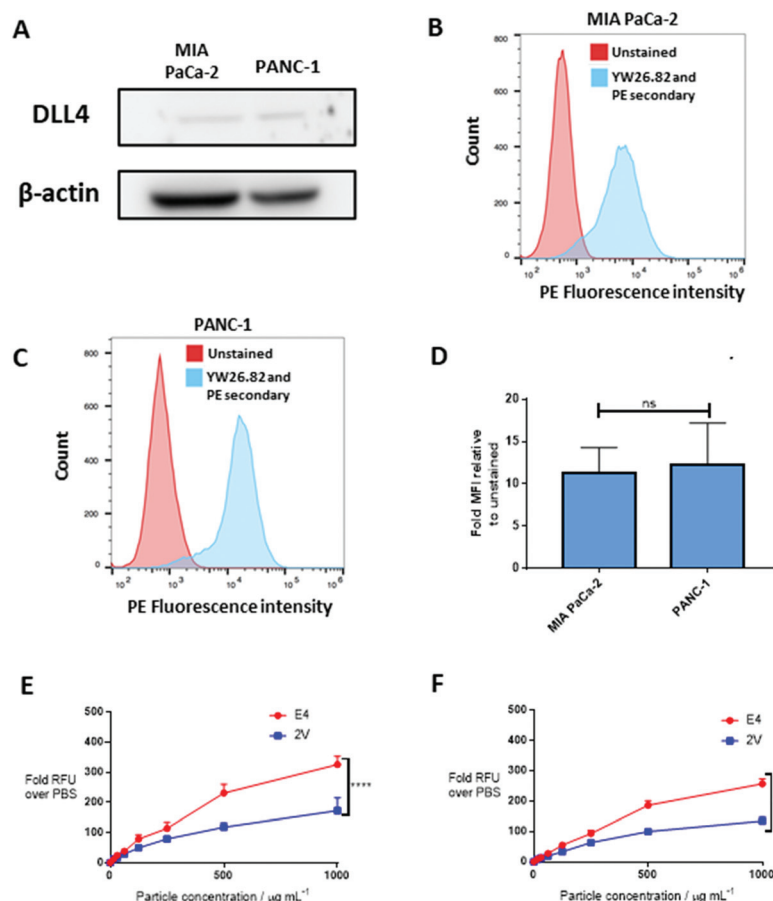 A
MIA
PaCa-2
PANC-1
DLL4
β-actin
B
MIA PaCa-2
Unstained
YW26.82 and
PE secondary
Count
800
600
400
200
0
10² 10³ 10⁴ 10⁵ 10⁶
PE Fluorescence intensity
C
PANC-1
Unstained
YW26.82 and
PE secondary
Count
800
600
400
200
0
10² 10³ 10⁴ 10⁵ 10⁶
PE Fluorescence intensity
D
ns
Fold MFI relative
to unstained
20
15
10
5
0
MIA PaCa-2
PANC-1
E
E4
2V
Fold RFU
over PBS
500
400
300
200
100
0
****
0 500 1000
Particle concentration / µg mL⁻¹
F
E4
2V
Fold RFU
over PBS
500
400
300
200
100
0
0 500 1000
Particle concentration / µg mL⁻¹